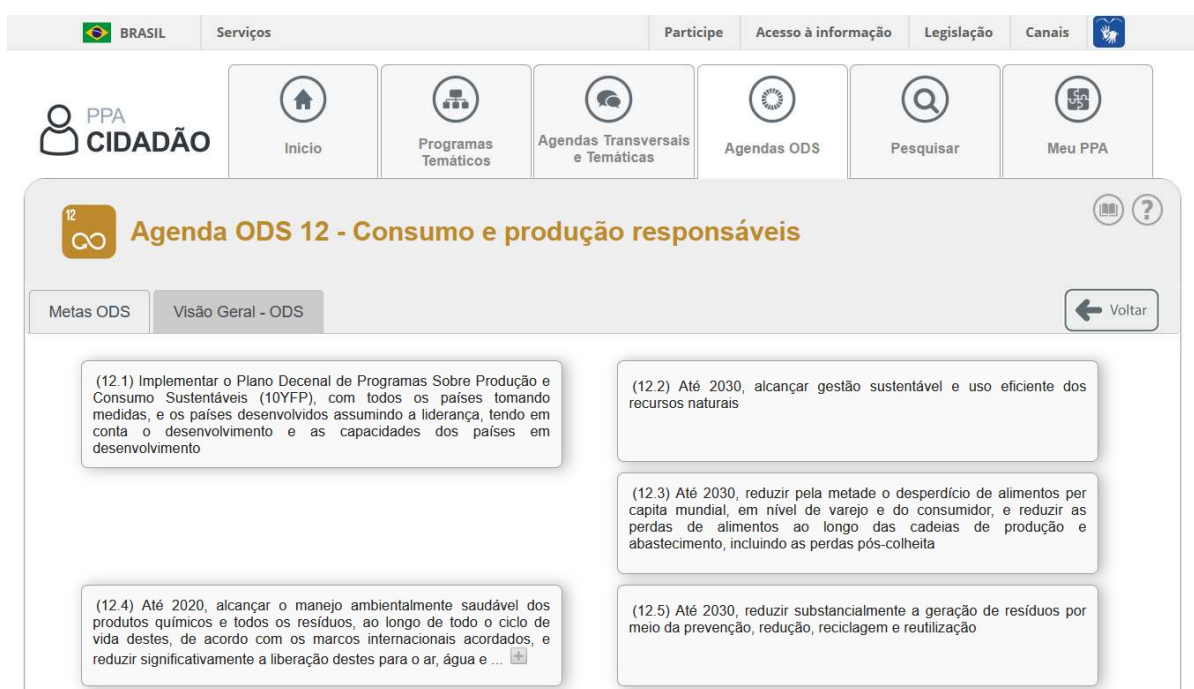 BRASIL Serviços Participe Acesso à informação Legislação Canais
PPA
CIDADÃO
Inicio
Programas
Temáticos
Agendas Transversais
e Temáticas
Agendas ODS
Pesquisar
Meu PPA
12
Agenda ODS 12 - Consumo e produção responsáveis
?
Metas ODS Visão Geral - ODS Voltar
(12.1) Implementar o Plano Decenal de Programas Sobre Produção e
Consumo Sustentáveis (10YFP), com todos os países tomando
medidas, e os países desenvolvidos assumindo a liderança, tendo em
conta o desenvolvimento e as capacidades dos países em
desenvolvimento
(12.2) Até 2030, alcançar gestão sustentável e uso eficiente dos
recursos naturais
(12.3) Até 2030, reduzir pela metade o desperdício de alimentos per
capita mundial, em nível de varejo e do consumidor, e reduzir as
perdas de alimentos ao longo das cadeias de produção e
abastecimento, incluindo as perdas pós-colheita
(12.4) Até 2020, alcançar o manejo ambientalmente saudável dos
produtos químicos e todos os resíduos, ao longo de todo o ciclo de
vida destes, de acordo com os marcos internacionais acordados, e
reduzir significativamente a liberação destes para o ar, água e ... +
(12.5) Até 2030, reduzir substancialmente a geração de resíduos por
meio da prevenção, redução, reciclagem e reutilização